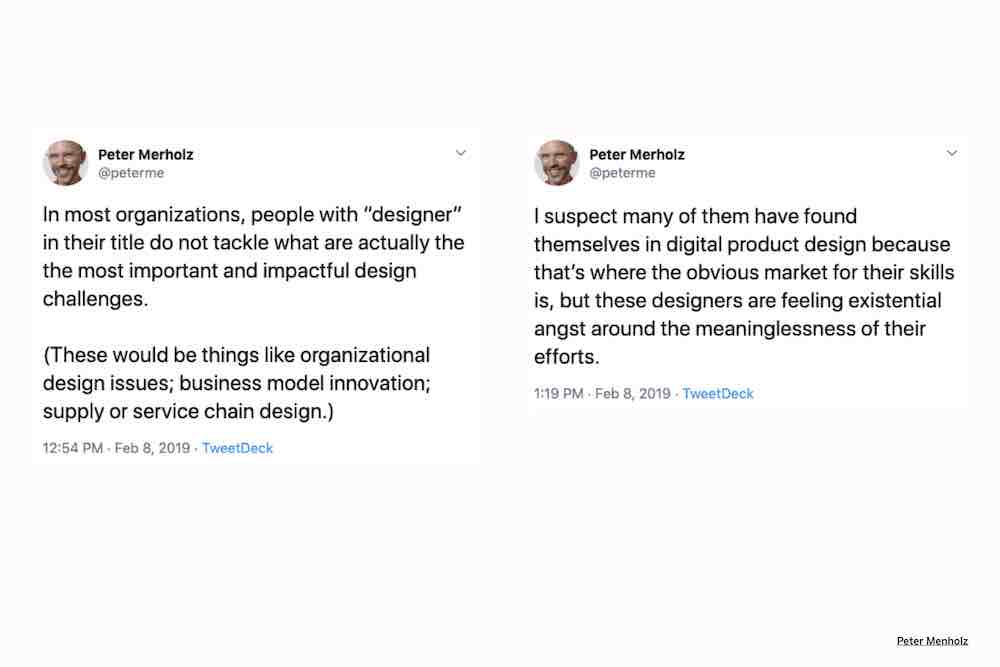 Peter Merholz
@peterme
In most organizations, people with “designer”
in their title do not tackle what are actually the
the most important and impactful design
challenges.
(These would be things like organizational
design issues; business model innovation;
supply or service chain design.)
12:54 PM · Feb 8, 2019 · TweetDeck
Peter Merholz
@peterme
I suspect many of them have found
themselves in digital product design because
that’s where the obvious market for their skills
is, but these designers are feeling existential
angst around the meaninglessness of their
efforts.
1:19 PM · Feb 8, 2019 · TweetDeck
Peter Menholz